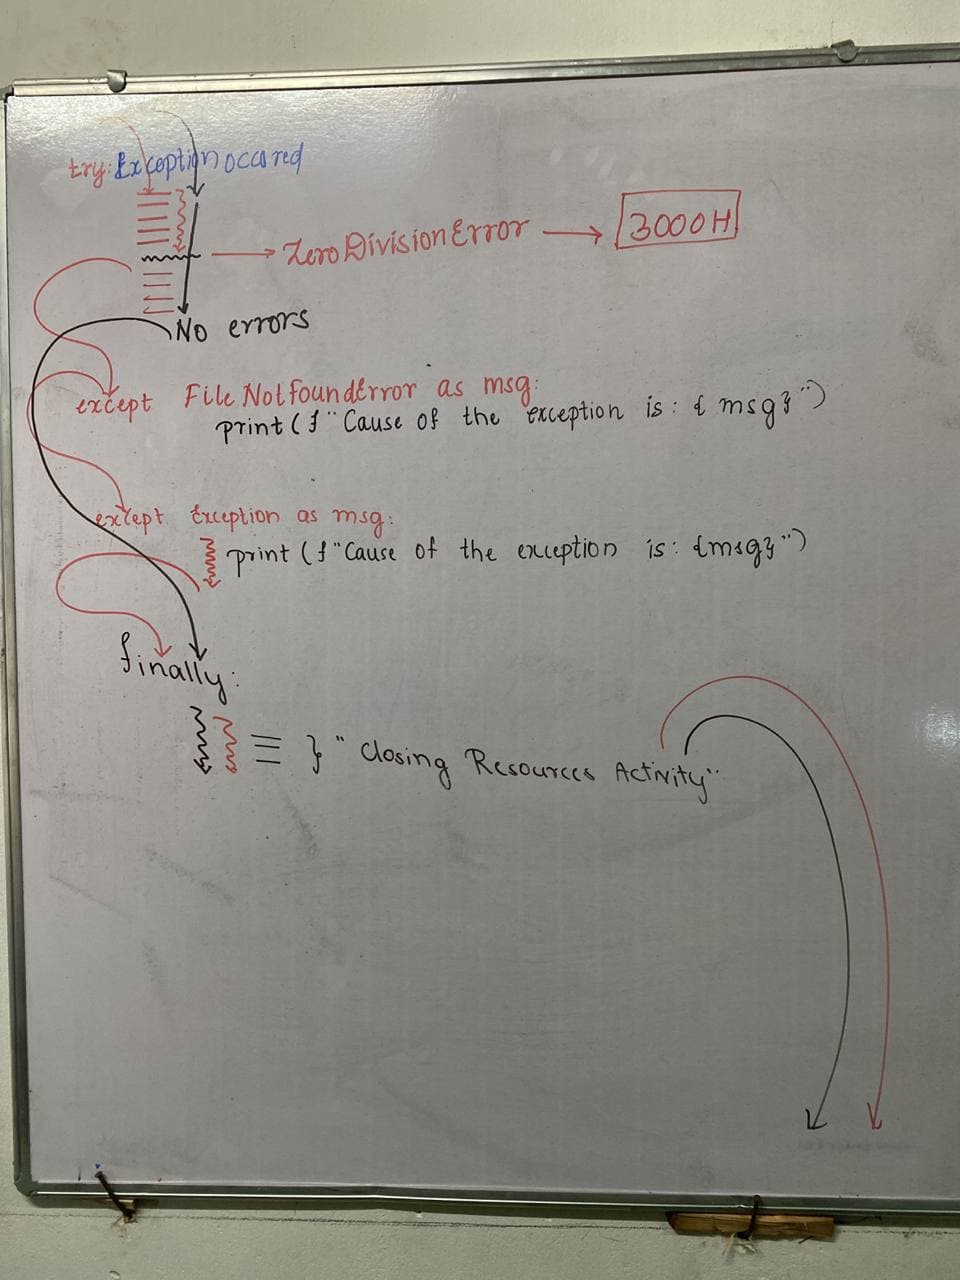 try: Exception occured
ZeroDivisionError
3000H
No errors
except FileNotFoundError as msg:
print(f"Cause of the exception is: {msg}")
except Exception as msg:
print(f"Cause of the exception is: {msg}")
finally:
} "Closing Resources Activity"